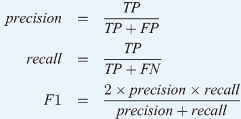 precision = TP / TP + FP
recall = TP / TP + FN
F1 = 2 × precision × recall / precision + recall